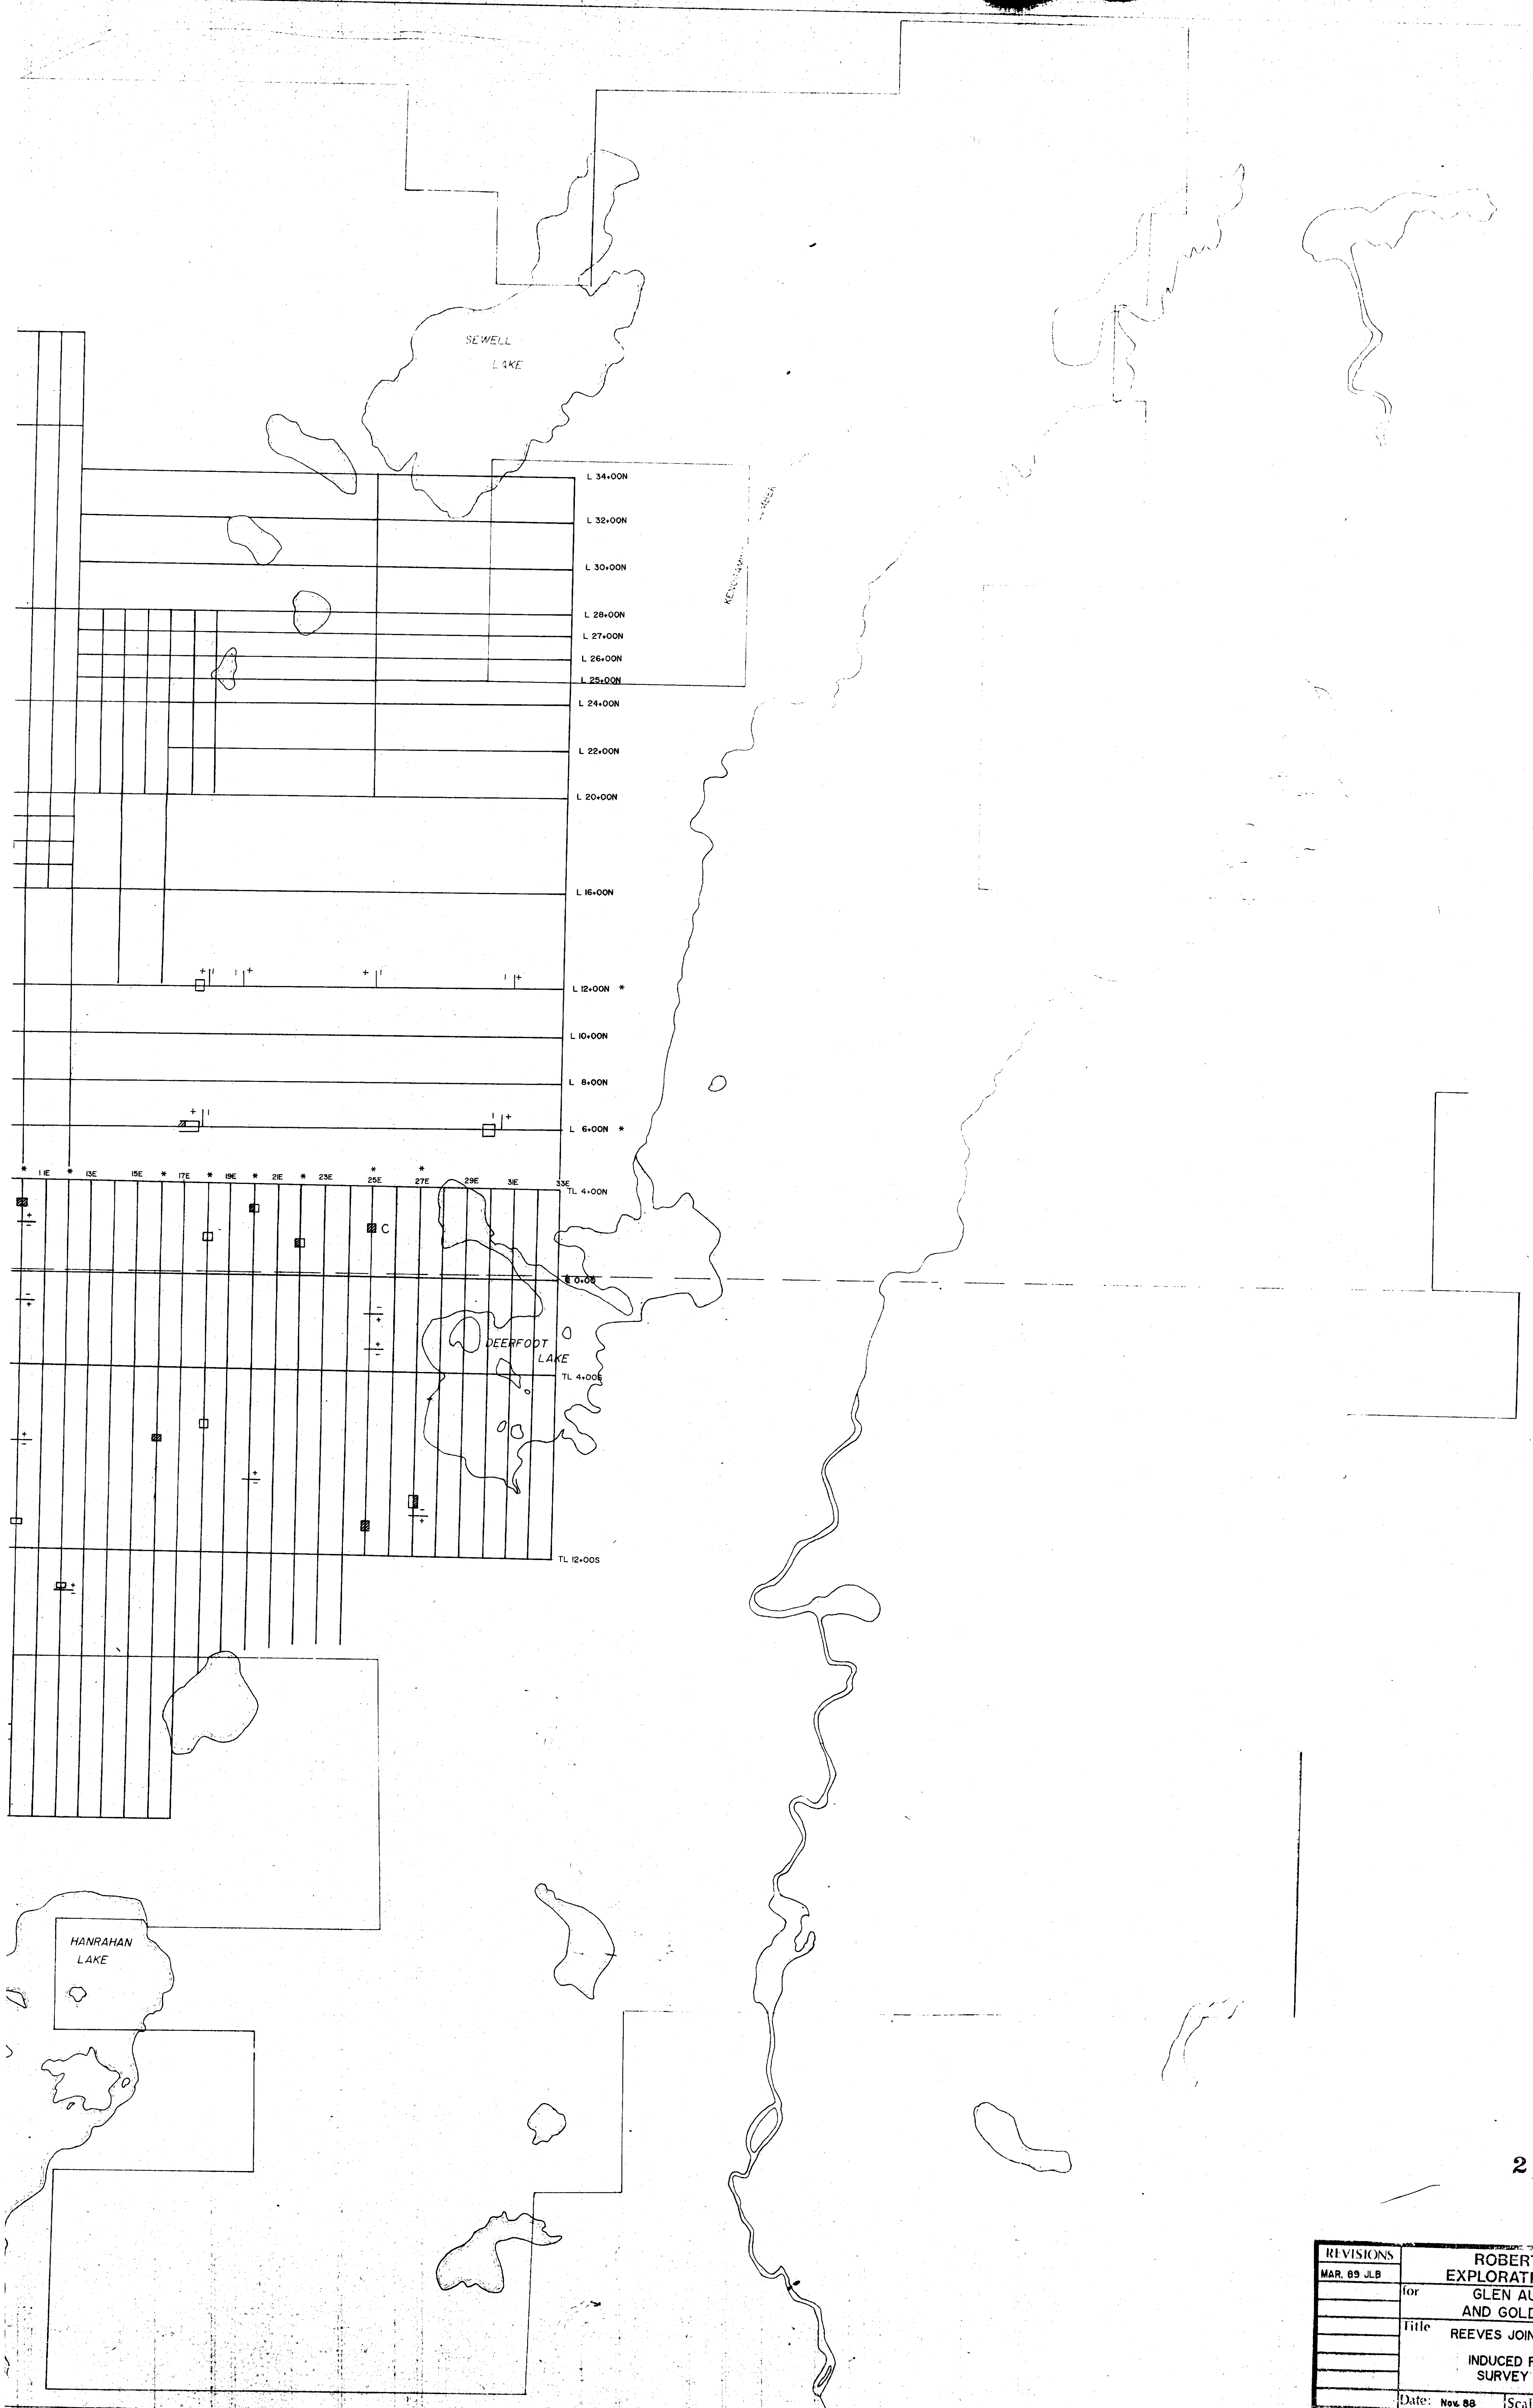 SEWELL
LAKE
L 34+00N
L 32+00N
L 30+00N
L 28+00N
L 27+00N
L 26+00N
L 25+00N
L 24+00N
L 22+00N
L 20+00N
L 16+00N
L 12+00N *
L 10+00N
L 8+00N
L 6+00N *
* 11E * 13E 15E * 17E * 19E * 21E * 23E * 25E * 27E 29E 31E 33E
TL 4+00N
C
DEERFOOT
LAKE
TL 4+00S
TL 12+00S
HANRAHAN
LAKE
2
REVISIONS
MAR. 89 JLB
ROBER
EXPLORATI
for GLEN AU
AND GOLD
Title REEVES JOIN
INDUCED P
SURVEY
Date: Nov. 88 Scal